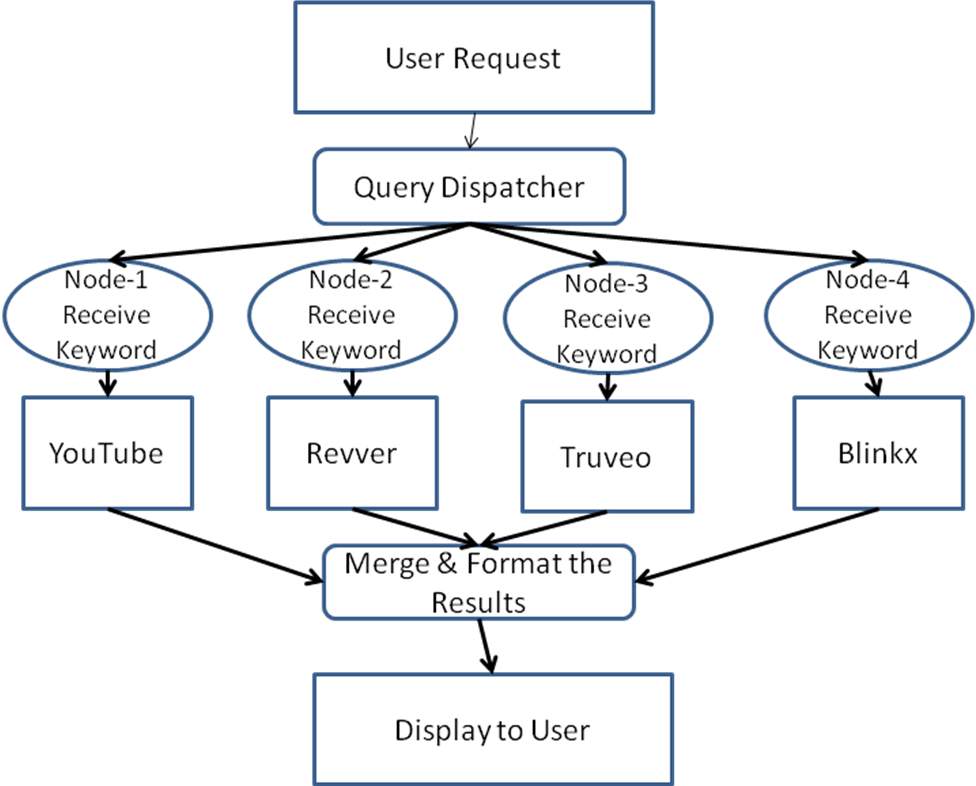 User Request
Query Dispatcher
Node-1
Receive
Keyword
Node-2
Receive
Keyword
Node-3
Receive
Keyword
Node-4
Receive
Keyword
YouTube
Revver
Truveo
Blinkx
Merge & Format the
Results
Display to User